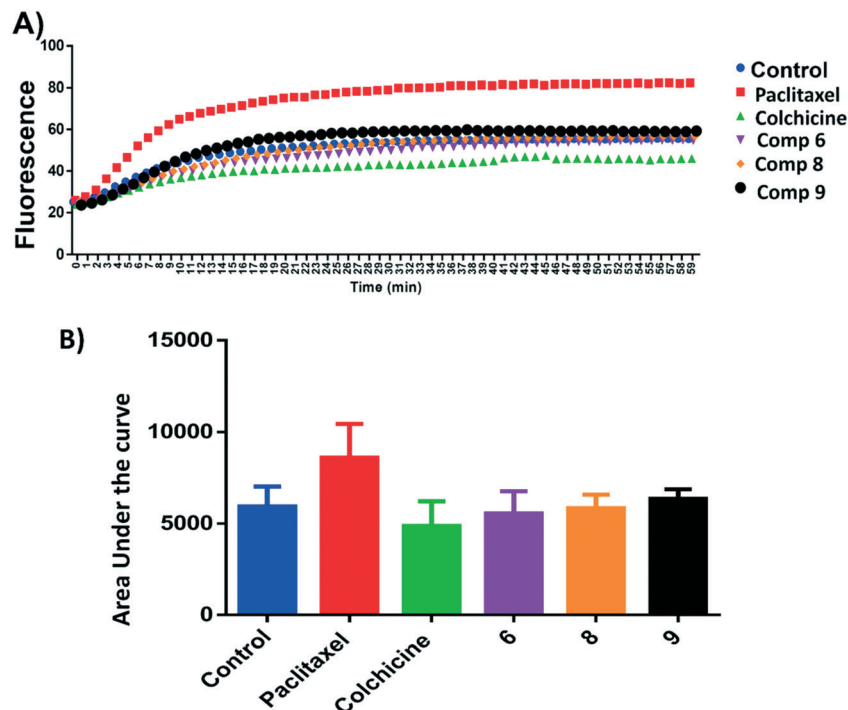 A)
100
80
60
40
20
0
Fluorescence
0 1 2 3 4 5 6 7 8 9 10 11 12 13 14 15 16 17 18 19 20 21 22 23 24 25 26 27 28 29 30 31 32 33 34 35 36 37 38 39 40 41 42 43 44 45 46 47 48 49 50 51 52 53 54 55 56 57 58 59
Time (min)
Control
Paclitaxel
Colchicine
Comp 6
Comp 8
Comp 9
B)
15000
10000
5000
0
Area Under the curve
Control
Paclitaxel
Colchicine
6
8
9